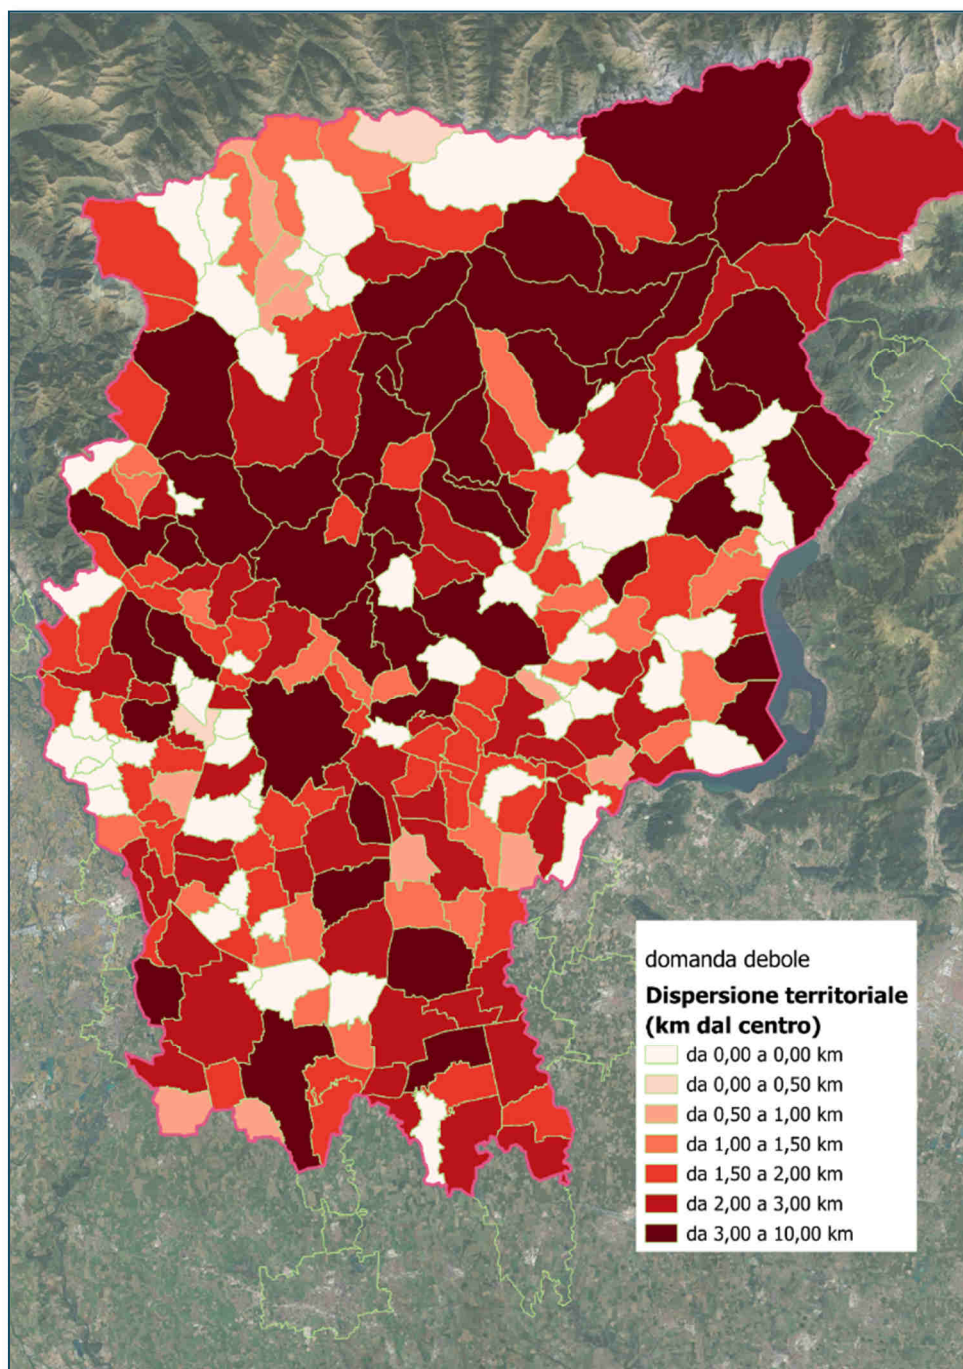 domanda debole
Dispersione territoriale
(km dal centro)
da 0,00 a 0,00 km
da 0,00 a 0,50 km
da 0,50 a 1,00 km
da 1,00 a 1,50 km
da 1,50 a 2,00 km
da 2,00 a 3,00 km
da 3,00 a 10,00 km